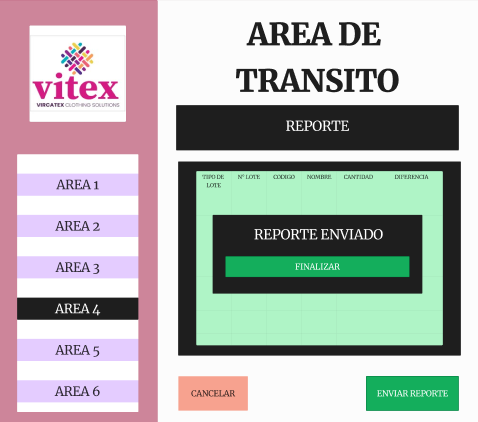 vitex
VIRCATEX CLOTHING SOLUTIONS
AREA 1
AREA 2
AREA 3
AREA 4
AREA 5
AREA 6
AREA DE
TRANSITO
REPORTE
TIPO DE LOTE N° LOTE CODIGO NOMBRE CANTIDAD DIFERENCIA
REPORTE ENVIADO
FINALIZAR
CANCELAR
ENVIAR REPORTE